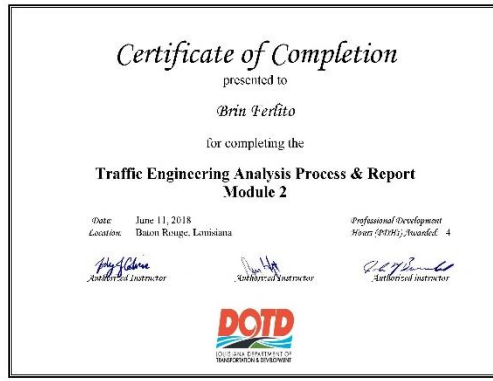 Certificate of Completion
presented to
Brin Ferlito
for completing the
Traffic Engineering Analysis Process & Report
Module 2
Date: June 11, 2018
Location: Baton Rouge, Louisiana
Professional Development
Hours (PDHs) Awarded: 4
Authorized Instructor
Authorized Instructor
Authorized Instructor
DOTD
LOUISIANA DEPARTMENT OF
TRANSPORTATION & DEVELOPMENT